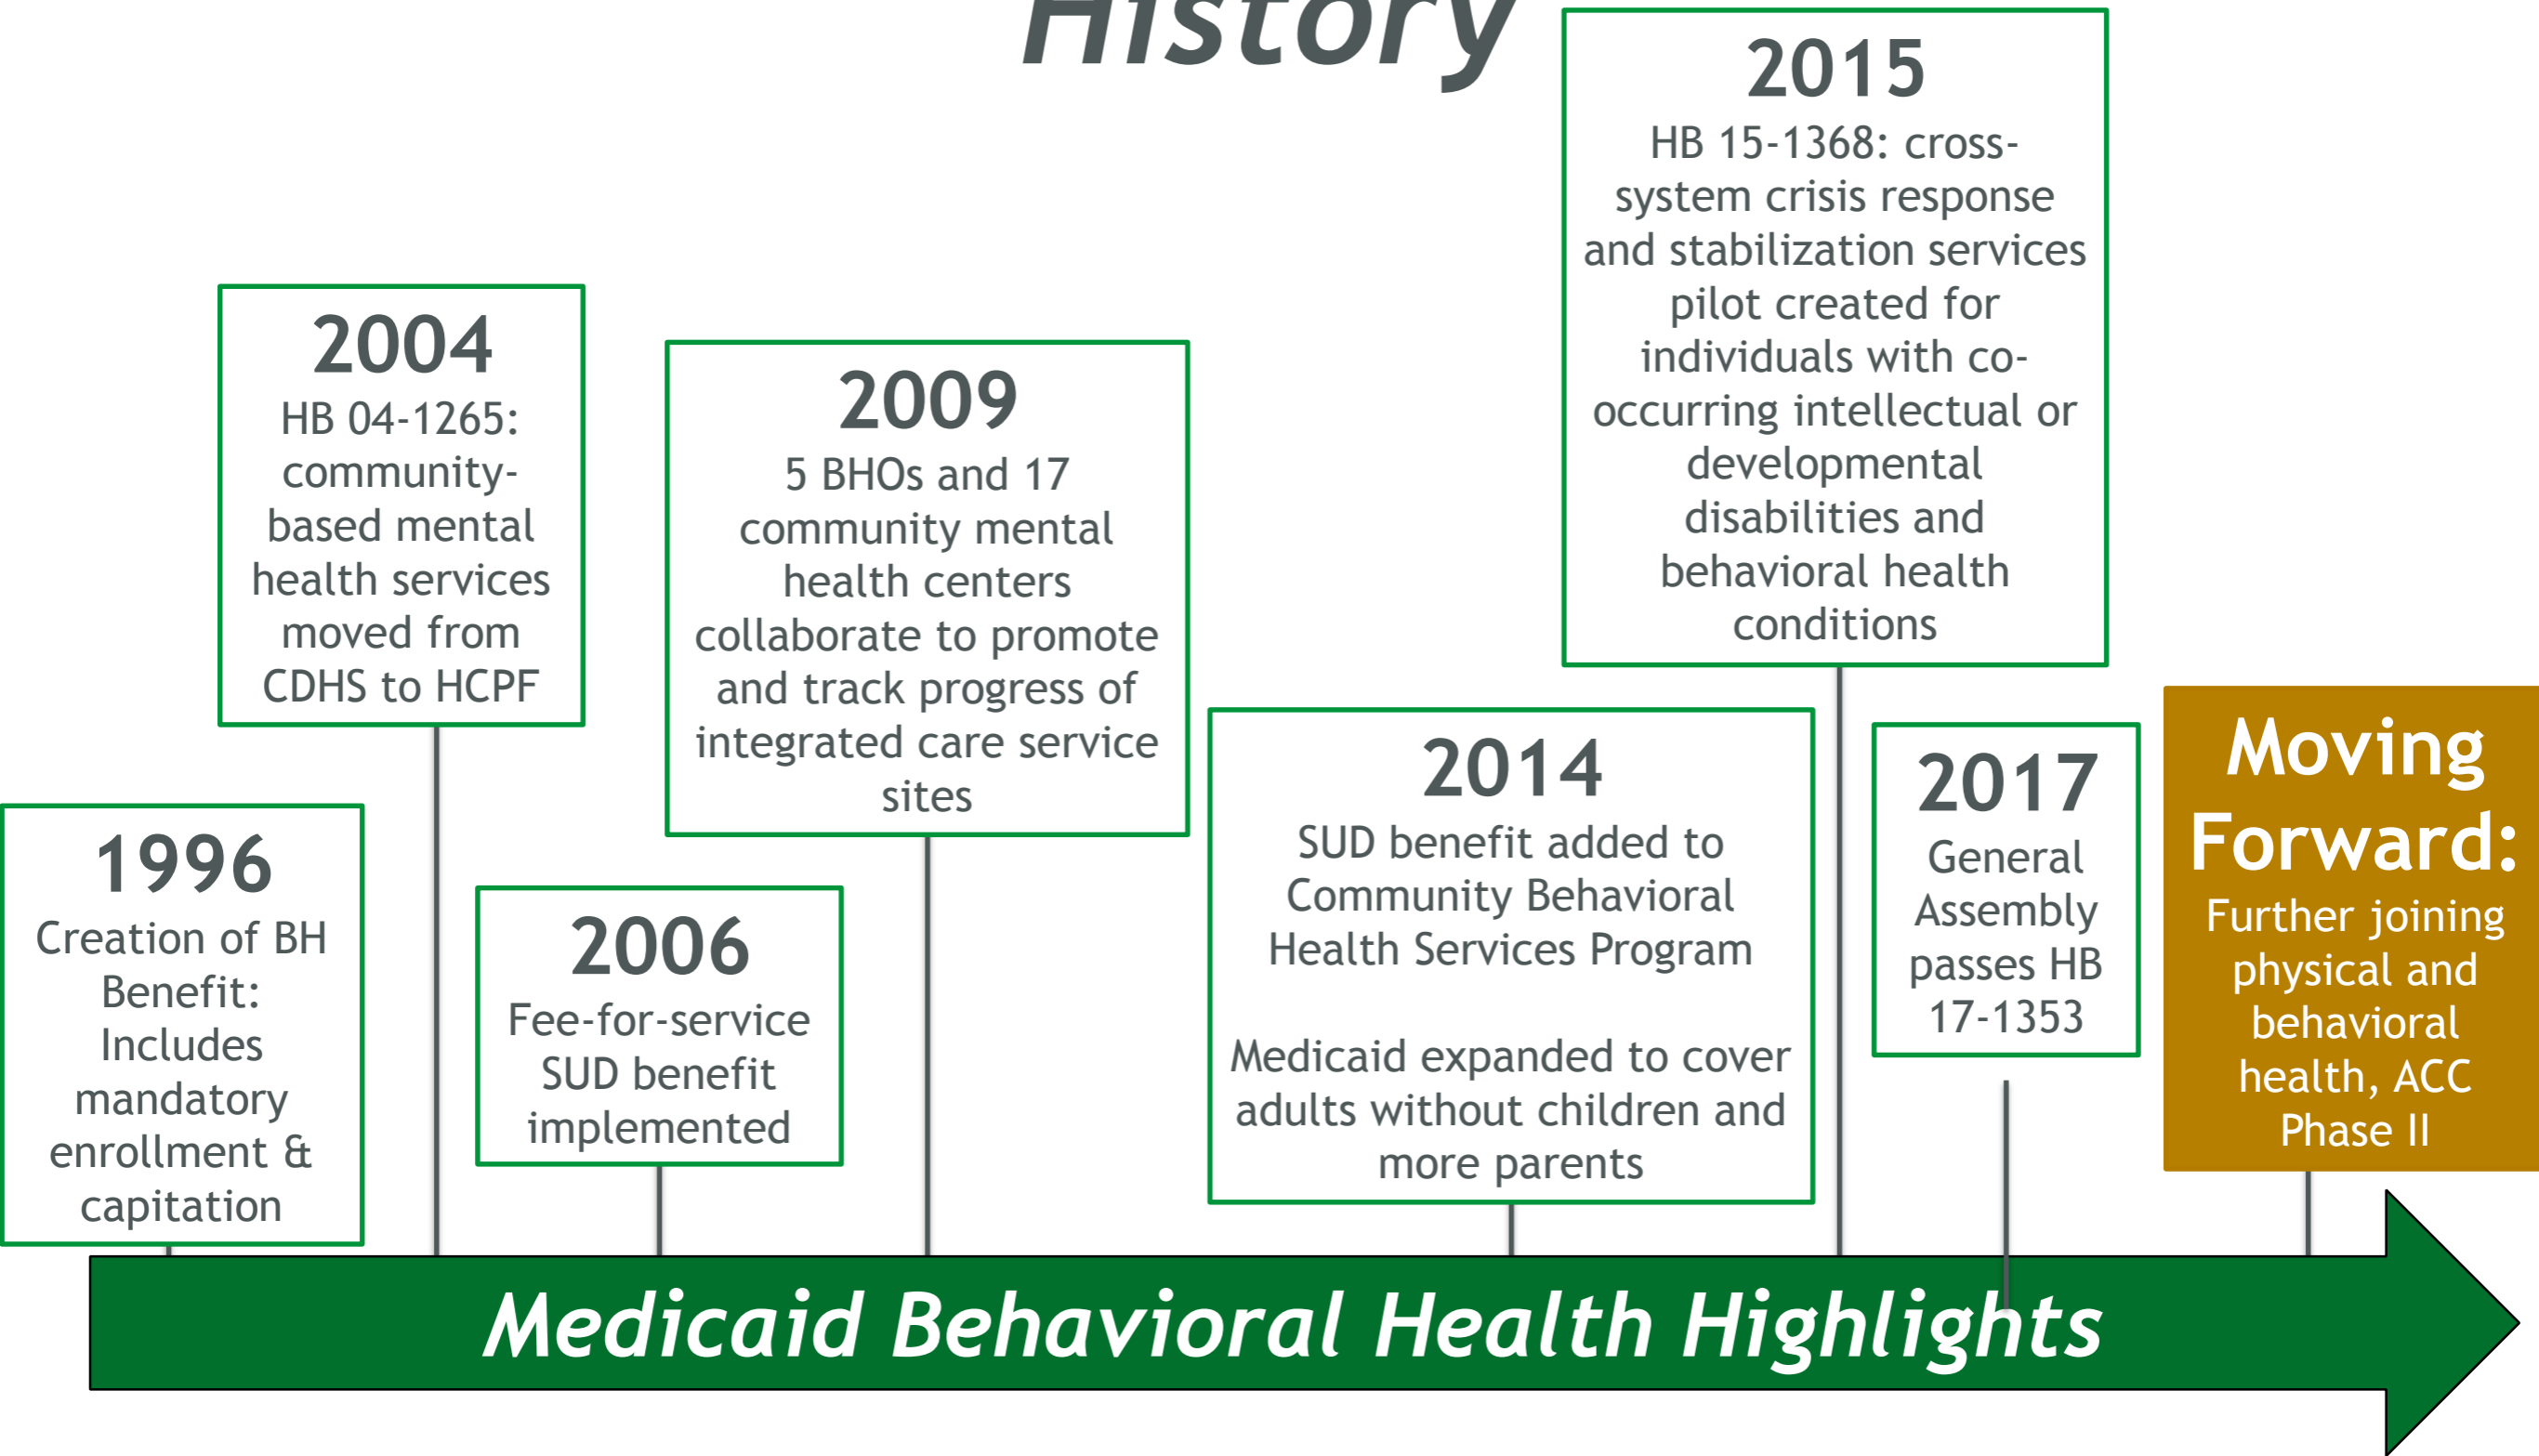 History
1996
Creation of BH
Benefit:
Includes
mandatory
enrollment &
capitation
2004
HB 04-1265:
community-
based mental
health services
moved from
CDHS to HCPF
2006
Fee-for-service
SUD benefit
implemented
2009
5 BHOs and 17
community mental
health centers
collaborate to promote
and track progress of
integrated care service
sites
2014
SUD benefit added to
Community Behavioral
Health Services Program
Medicaid expanded to cover
adults without children and
more parents
2015
HB 15-1368: cross-
system crisis response
and stabilization services
pilot created for
individuals with co-
occurring intellectual or
developmental
disabilities and
behavioral health
conditions
2017
General
Assembly
passes HB
17-1353
Moving
Forward:
Further joining
physical and
behavioral
health, ACC
Phase II
Medicaid Behavioral Health Highlights